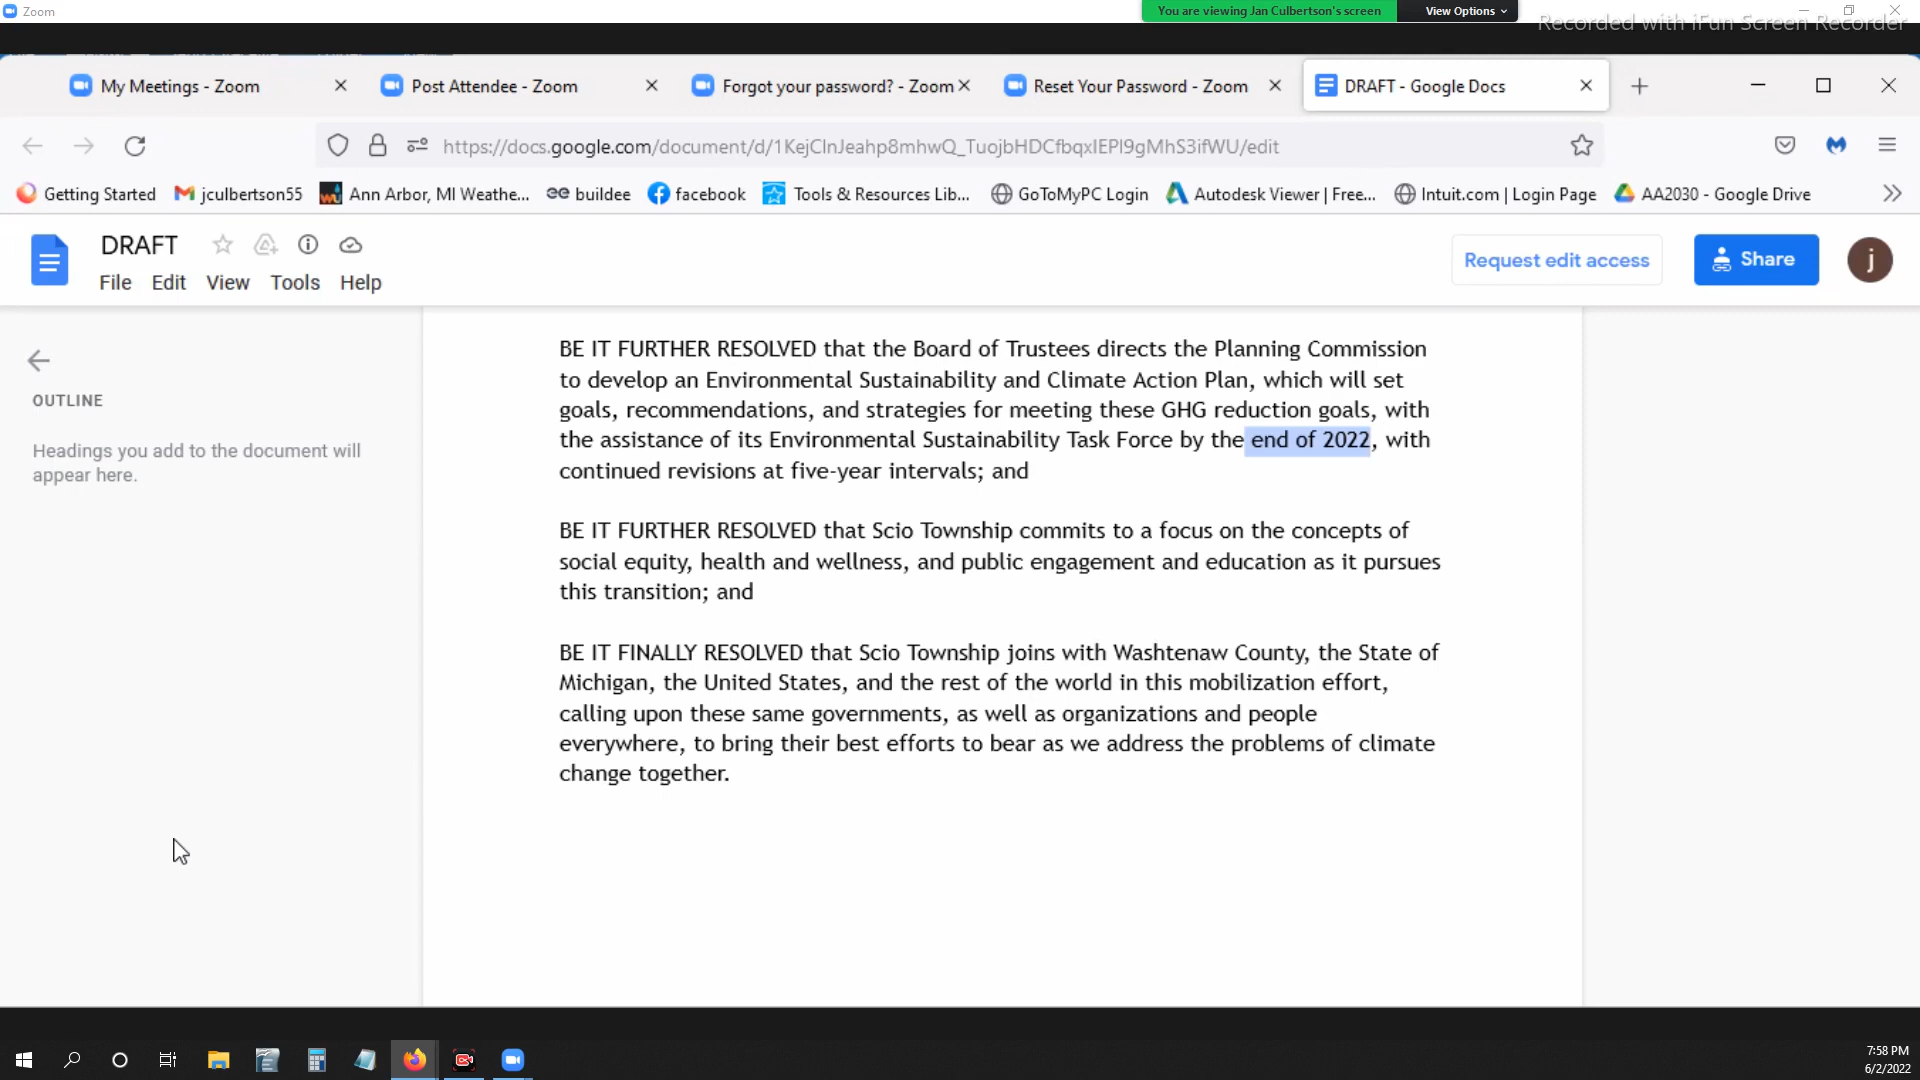 Zoom
You are viewing Jan Culbertson's screen
View Options
Recorded with iFun Screen Recorder
My Meetings - Zoom
Post Attendee - Zoom
Forgot your password? - Zoom
Reset Your Password - Zoom
DRAFT - Google Docs
Getting Started
jculbertson55
Ann Arbor, MI Weathe...
ee buildee
facebook
Tools & Resources Lib...
GoToMyPC Login
Autodesk Viewer | Free...
Intuit.com | Login Page
AA2030 - Google Drive
DRAFT
File Edit View Tools Help
Request edit access
Share
j
OUTLINE
Headings you add to the document will
appear here.
BE IT FURTHER RESOLVED that the Board of Trustees directs the Planning Commission
to develop an Environmental Sustainability and Climate Action Plan, which will set
goals, recommendations, and strategies for meeting these GHG reduction goals, with
the assistance of its Environmental Sustainability Task Force by the end of 2022, with
continued revisions at five-year intervals; and
BE IT FURTHER RESOLVED that Scio Township commits to a focus on the concepts of
social equity, health and wellness, and public engagement and education as it pursues
this transition; and
BE IT FINALLY RESOLVED that Scio Township joins with Washtenaw County, the State of
Michigan, the United States, and the rest of the world in this mobilization effort,
calling upon these same governments, as well as organizations and people
everywhere, to bring their best efforts to bear as we address the problems of climate
change together.
7:58 PM
6/2/2022